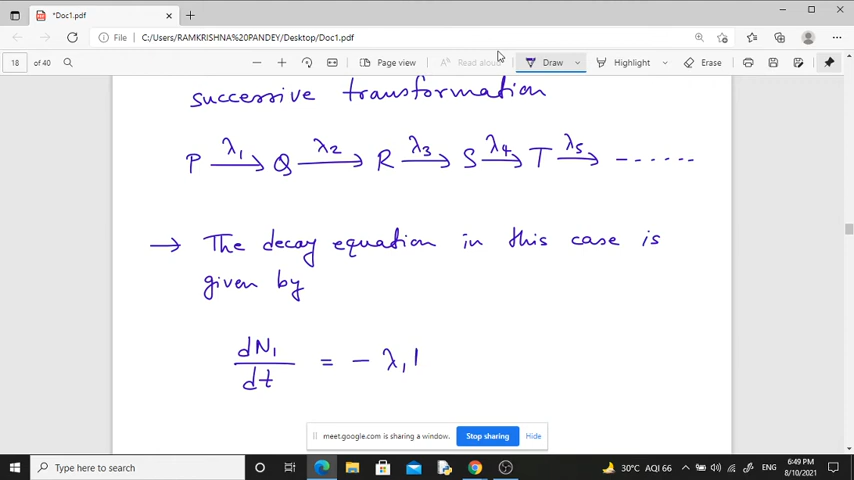 *Doc1.pdf
File C:/Users/RAMKRISHNA%20PANDEY/Desktop/Doc1.pdf
18 of 40 Page view Read aloud Draw Highlight Erase
successive transformation
P —λ1→ Q —λ2→ R —λ3→ S —λ4→ T —λ5→ ------
→ The decay equation in this case is
given by
dN1
dt = - λ1
meet.google.com is sharing a window. Stop sharing Hide
Type here to search 30°C AQI 66 ENG 6:49 PM
8/10/2021